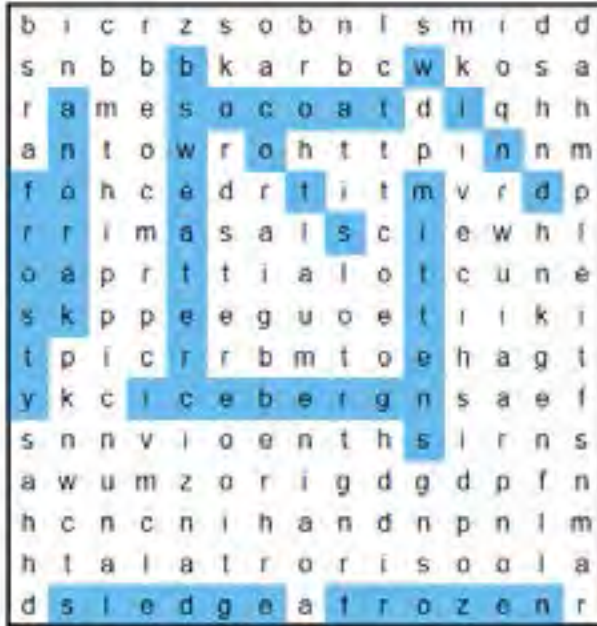 b i c r z s o b n l s m i d d
s n b b b k a r b c w k o s a
r a m e s o c o a t d i q h h
a n t o w r o h t t p i n n m
f o h c e d r t i t m v r d p
r r i m a s a l s c i e w h l
o a p r t t i a l o t c u n e
s k p p e e g u o e t i i k i
t p i c r r b m t o e h a g t
y k c i c e b e r g n s a e f
s n n v i o e n t h s i r n s
a w u m z o r i g d g d p f n
h c n c n i h a n d n p n l m
h t a l a t r o r i s o o l a
d s l e d g e a f r o z e n r